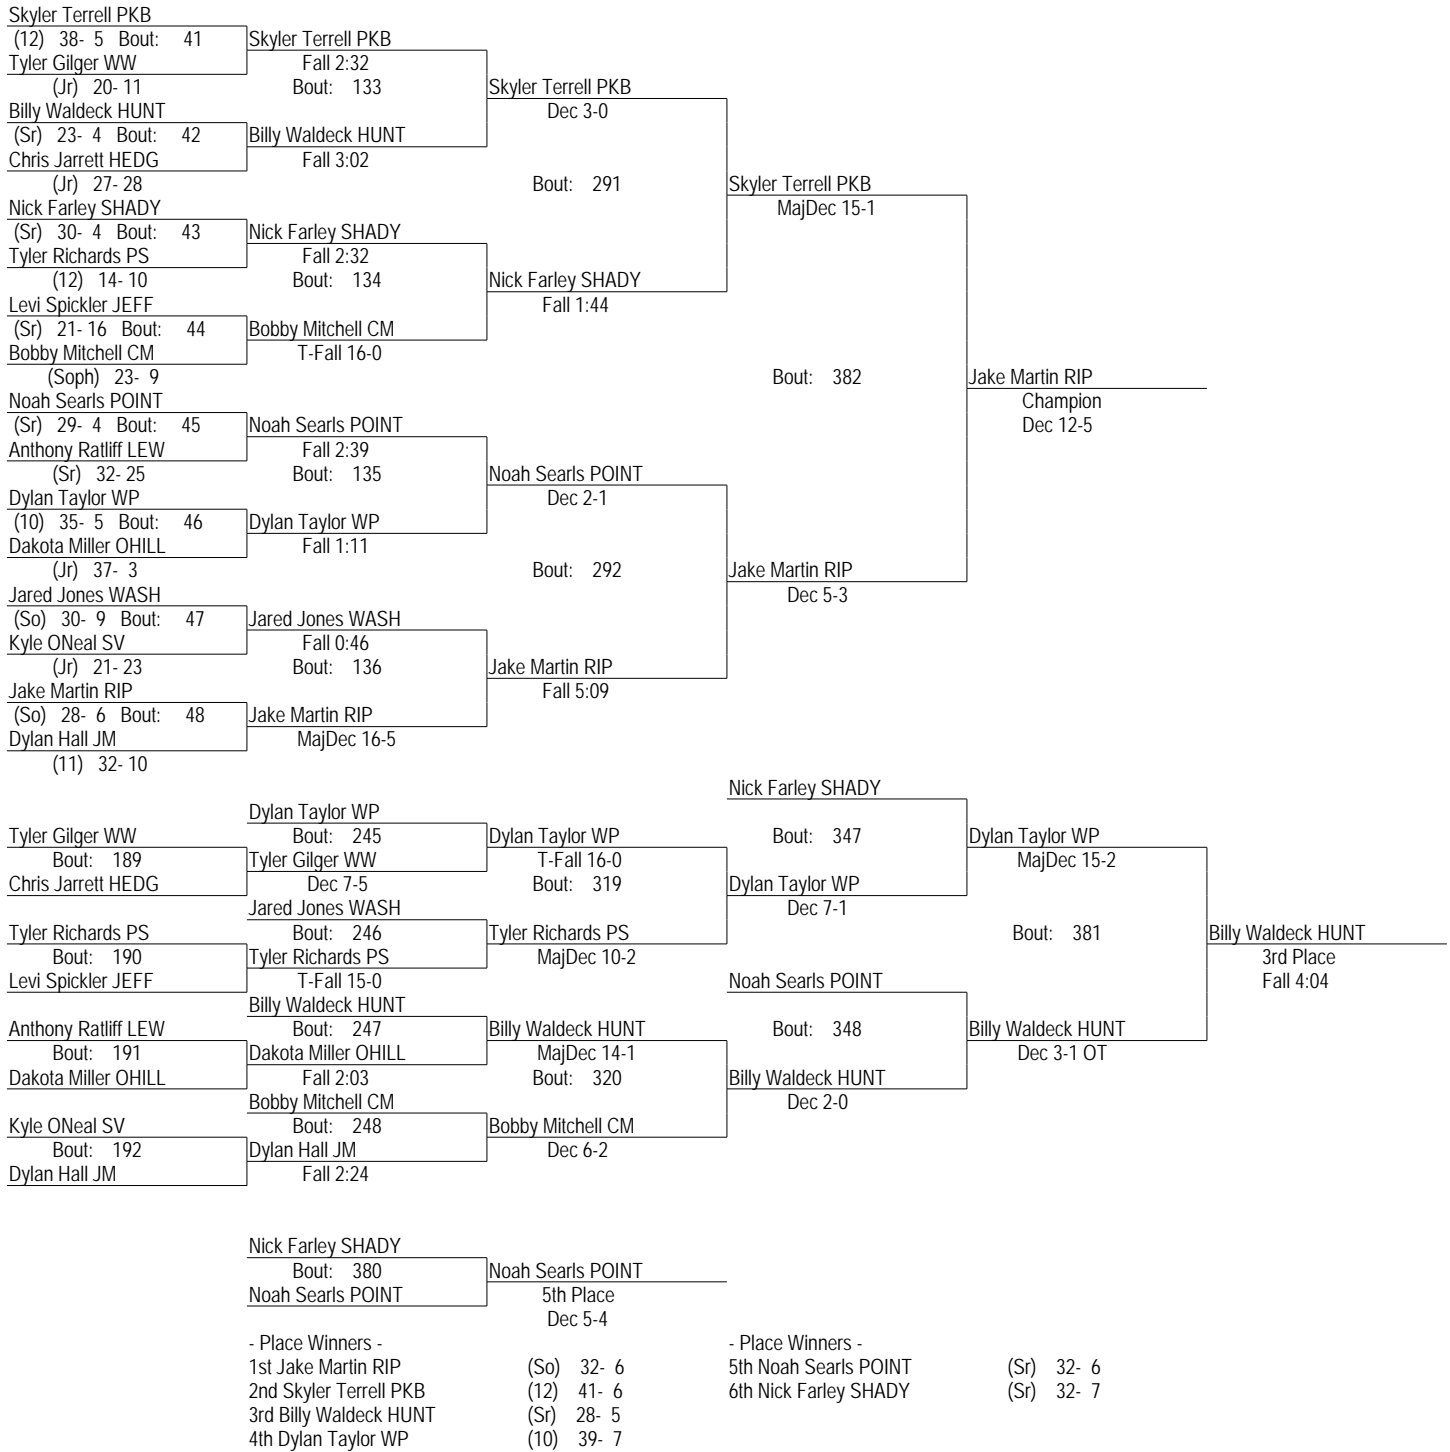 Skyler Terrell PKB
(12) 38- 5 Bout: 41 Skyler Terrell PKB
Tyler Gilger WW Fall 2:32
(Jr) 20- 11 Bout: 133 Skyler Terrell PKB
Billy Waldeck HUNT Dec 3-0
(Sr) 23- 4 Bout: 42 Billy Waldeck HUNT
Chris Jarrett HEDG Fall 3:02
(Jr) 27- 28 Bout: 291 Skyler Terrell PKB
Nick Farley SHADY MajDec 15-1
(Sr) 30- 4 Bout: 43 Nick Farley SHADY
Tyler Richards PS Fall 2:32
(12) 14- 10 Bout: 134 Nick Farley SHADY
Levi Spickler JEFF Fall 1:44
(Sr) 21- 16 Bout: 44 Bobby Mitchell CM
Bobby Mitchell CM T-Fall 16-0
(Soph) 23- 9 Bout: 382 Jake Martin RIP
Noah Searls POINT Champion
(Sr) 29- 4 Bout: 45 Noah Searls POINT Dec 12-5
Anthony Ratliff LEW Fall 2:39
(Sr) 32- 25 Bout: 135 Noah Searls POINT
Dylan Taylor WP Dec 2-1
(10) 35- 5 Bout: 46 Dylan Taylor WP
Dakota Miller OHILL Fall 1:11
(Jr) 37- 3 Bout: 292 Jake Martin RIP
Jared Jones WASH Dec 5-3
(So) 30- 9 Bout: 47 Jared Jones WASH
Kyle ONeal SV Fall 0:46
(Jr) 21- 23 Bout: 136 Jake Martin RIP
Jake Martin RIP Fall 5:09
(So) 28- 6 Bout: 48 Jake Martin RIP
Dylan Hall JM MajDec 16-5
(11) 32- 10
Nick Farley SHADY
Dylan Taylor WP
Tyler Gilger WW Bout: 245 Dylan Taylor WP Bout: 347 Dylan Taylor WP
Bout: 189 Tyler Gilger WW T-Fall 16-0 MajDec 15-2
Chris Jarrett HEDG Dec 7-5 Bout: 319 Dylan Taylor WP
Jared Jones WASH Dec 7-1
Tyler Richards PS Bout: 246 Tyler Richards PS Bout: 381 Billy Waldeck HUNT
Bout: 190 Tyler Richards PS MajDec 10-2 3rd Place
Levi Spickler JEFF T-Fall 15-0 Noah Searls POINT Fall 4:04
Billy Waldeck HUNT
Anthony Ratliff LEW Bout: 247 Billy Waldeck HUNT Bout: 348 Billy Waldeck HUNT
Bout: 191 Dakota Miller OHILL MajDec 14-1 Dec 3-1 OT
Dakota Miller OHILL Fall 2:03 Bout: 320 Billy Waldeck HUNT
Bobby Mitchell CM Dec 2-0
Kyle ONeal SV Bout: 248 Bobby Mitchell CM
Bout: 192 Dylan Hall JM Dec 6-2
Dylan Hall JM Fall 2:24
Nick Farley SHADY
Bout: 380 Noah Searls POINT
Noah Searls POINT 5th Place
Dec 5-4
- Place Winners - - Place Winners -
1st Jake Martin RIP (So) 32- 6 5th Noah Searls POINT (Sr) 32- 6
2nd Skyler Terrell PKB (12) 41- 6 6th Nick Farley SHADY (Sr) 32- 7
3rd Billy Waldeck HUNT (Sr) 28- 5
4th Dylan Taylor WP (10) 39- 7